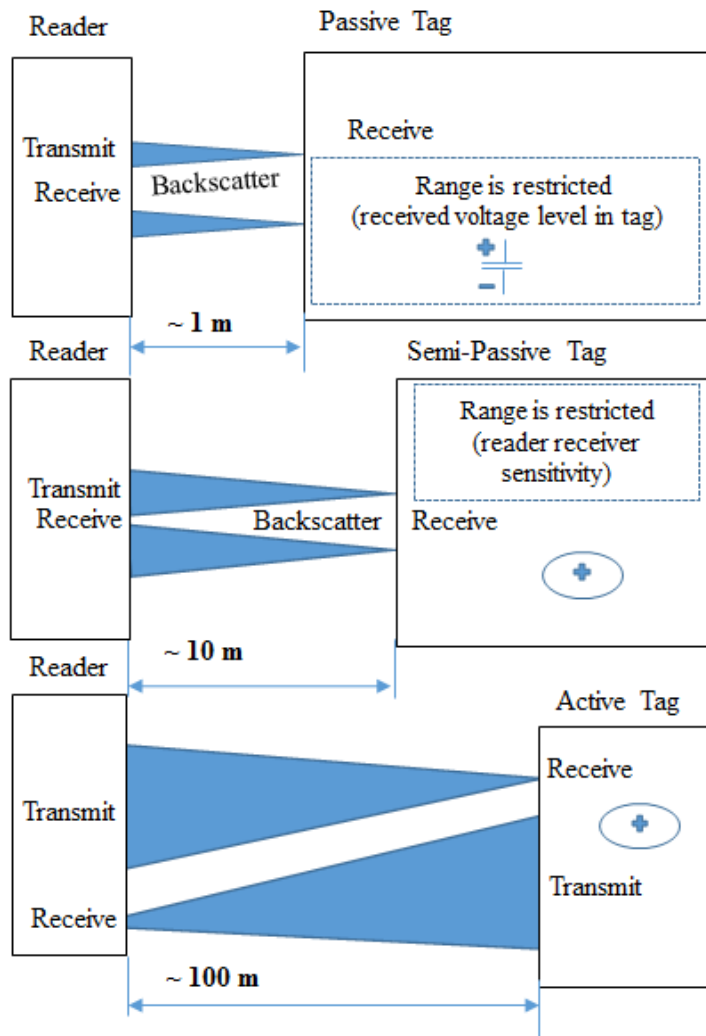 Reader
Passive Tag
Transmit
Receive
Backscatter
Receive
Range is restricted
(received voltage level in tag)
~ 1 m
Reader
Semi-Passive Tag
Range is restricted
(reader receiver
sensitivity)
Transmit
Receive
Backscatter
Receive
~ 10 m
Reader
Active Tag
Receive
Transmit
Transmit
Receive
~ 100 m